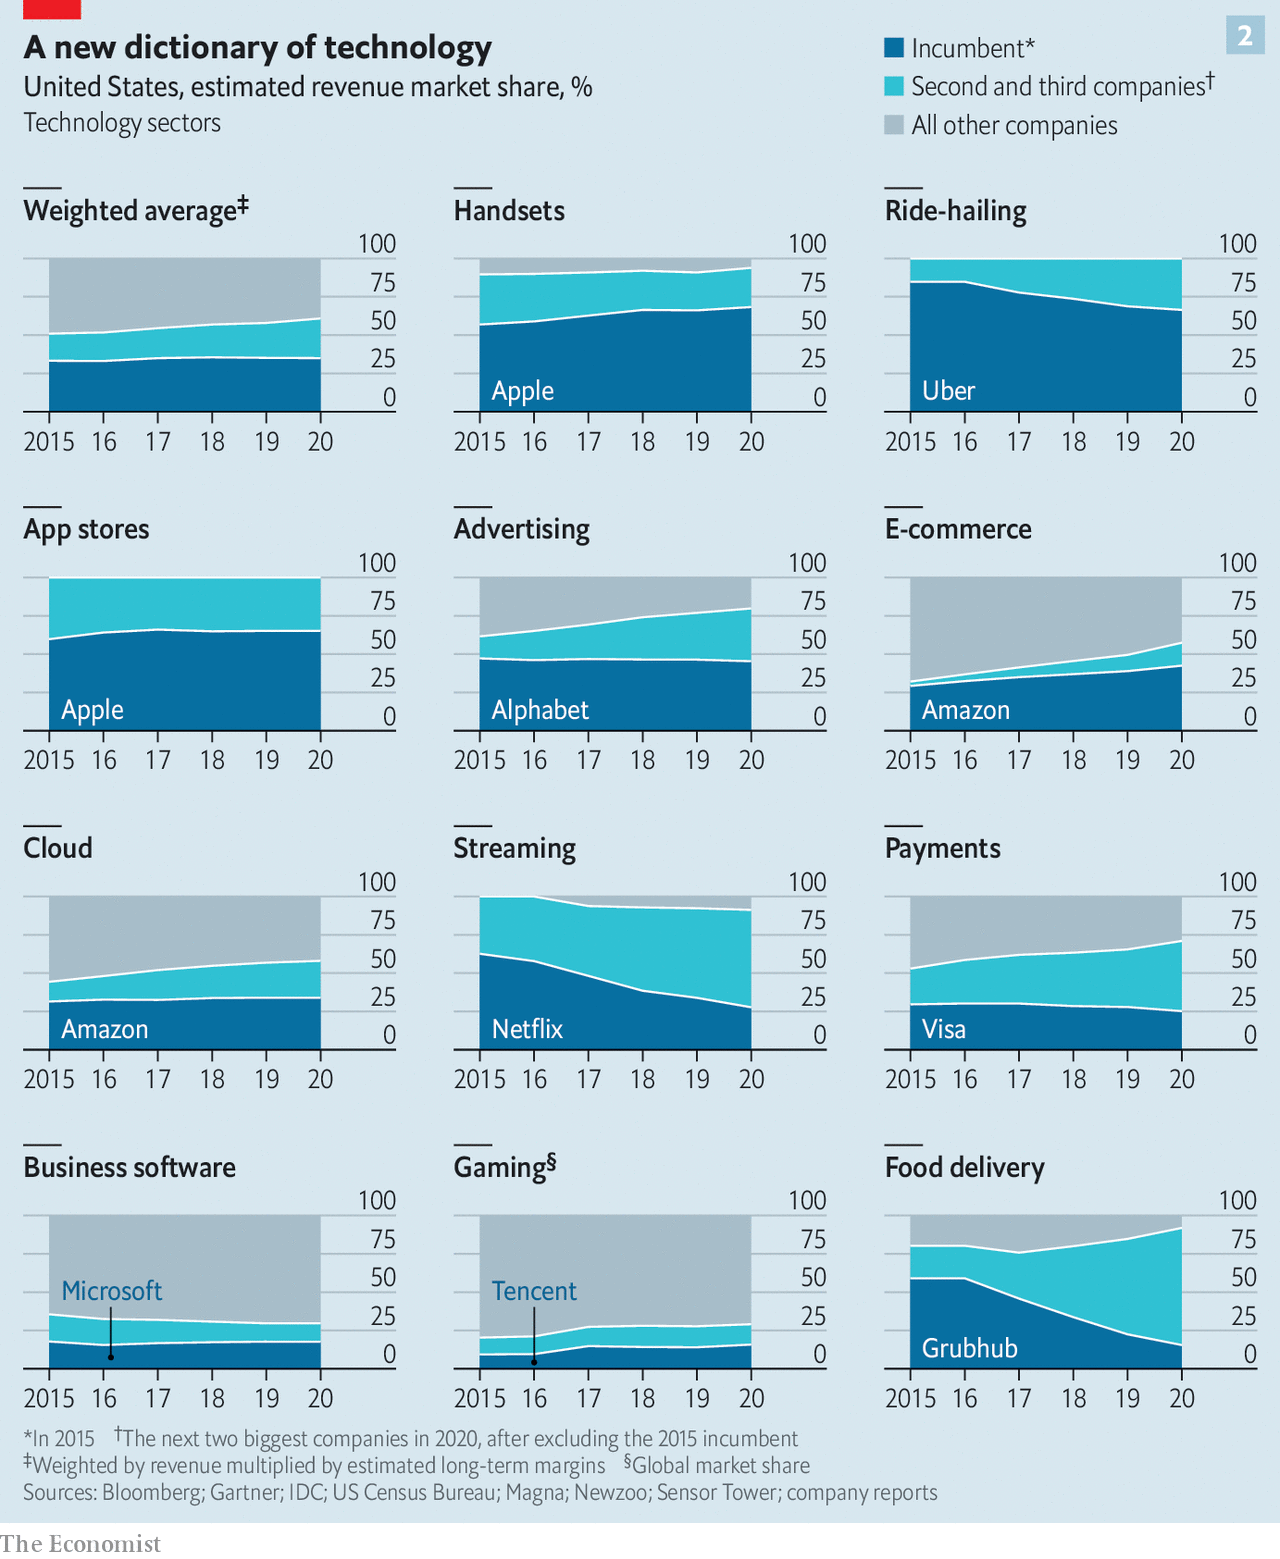 A new dictionary of technology
2
United States, estimated revenue market share, %
Technology sectors
Incumbent*
Second and third companies†
All other companies
Weighted average‡
100
75
50
25
0
2015 16 17 18 19 20
Handsets
100
75
50
25
0
Apple
2015 16 17 18 19 20
Ride-hailing
100
75
50
25
0
Uber
2015 16 17 18 19 20
App stores
100
75
50
25
0
Apple
2015 16 17 18 19 20
Advertising
100
75
50
25
0
Alphabet
2015 16 17 18 19 20
E-commerce
100
75
50
25
0
Amazon
2015 16 17 18 19 20
Cloud
100
75
50
25
0
Amazon
2015 16 17 18 19 20
Streaming
100
75
50
25
0
Netflix
2015 16 17 18 19 20
Payments
100
75
50
25
0
Visa
2015 16 17 18 19 20
Business software
100
75
50
25
0
Microsoft
2015 16 17 18 19 20
Gaming§
100
75
50
25
0
Tencent
2015 16 17 18 19 20
Food delivery
100
75
50
25
0
Grubhub
2015 16 17 18 19 20
*In 2015 †The next two biggest companies in 2020, after excluding the 2015 incumbent
‡Weighted by revenue multiplied by estimated long-term margins §Global market share
Sources: Bloomberg; Gartner; IDC; US Census Bureau; Magna; Newzoo; Sensor Tower; company reports
The Economist